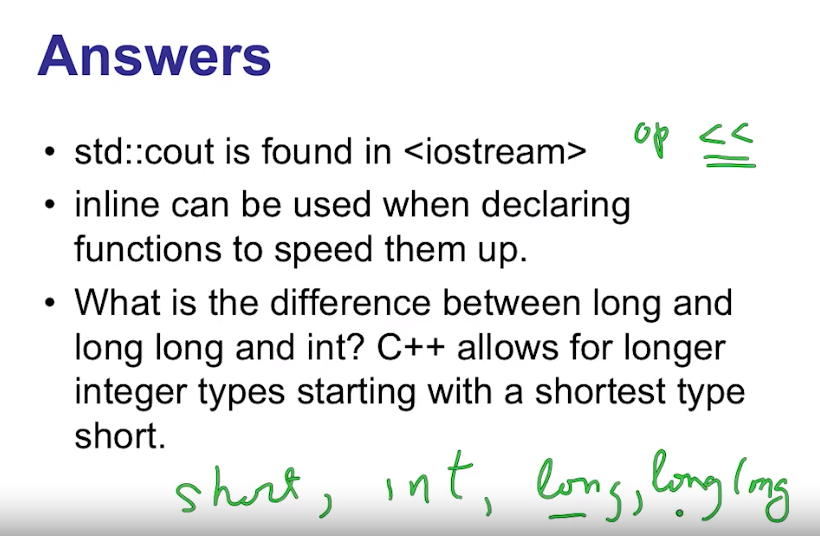 Answers
• std::cout is found in <iostream> op <<
• inline can be used when declaring
functions to speed them up.
• What is the difference between long and
long long and int? C++ allows for longer
integer types starting with a shortest type
short.
short, int, long, long long